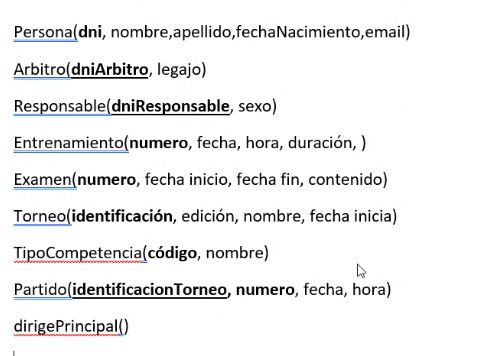 Persona(dni, nombre,apellido,fechaNacimiento,email)
Arbitro(dniArbitro, legajo)
Responsable(dniResponsable, sexo)
Entrenamiento(numero, fecha, hora, duración, )
Examen(numero, fecha inicio, fecha fin, contenido)
Torneo(identificación, edición, nombre, fecha inicia)
TipoCompetencia(código, nombre)
Partido(identificacionTorneo, numero, fecha, hora)
dirigePrincipal()